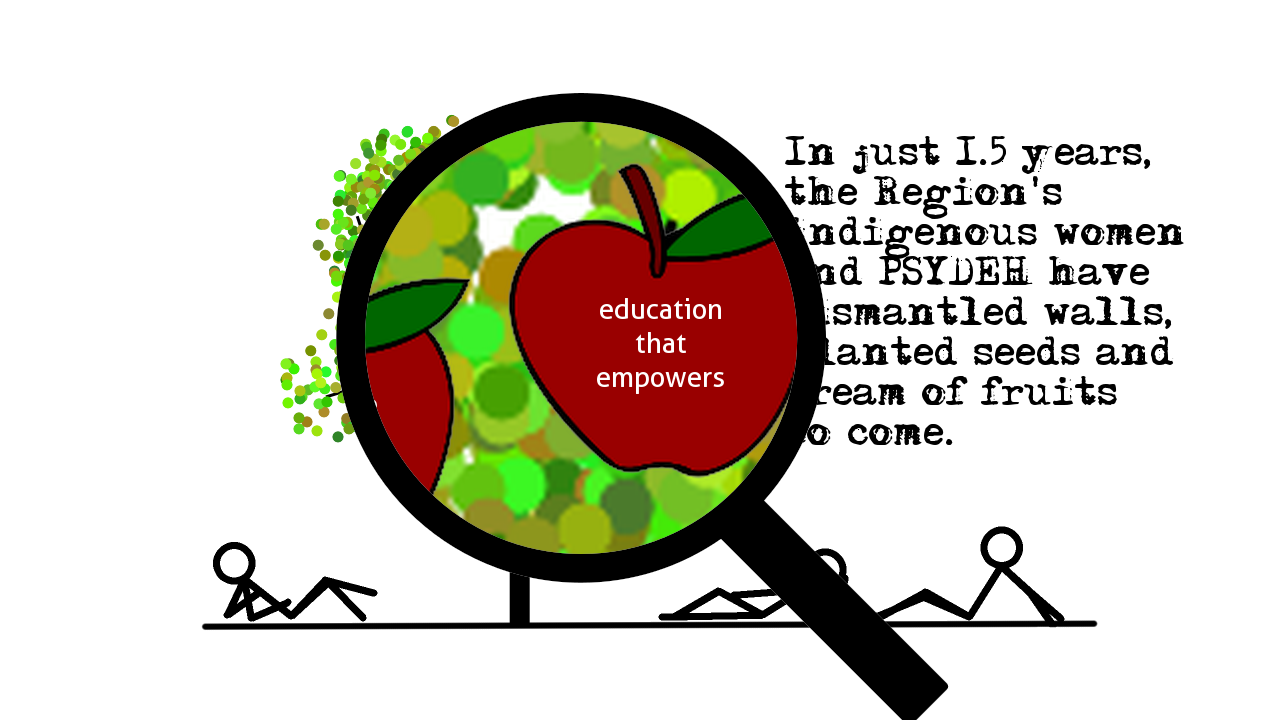 education
that
empowers
In just 1.5 years,
the Region's
indigenous women
nd PSYDEH have
ismantled walls,
lanted seeds and
ream of fruits
o come.